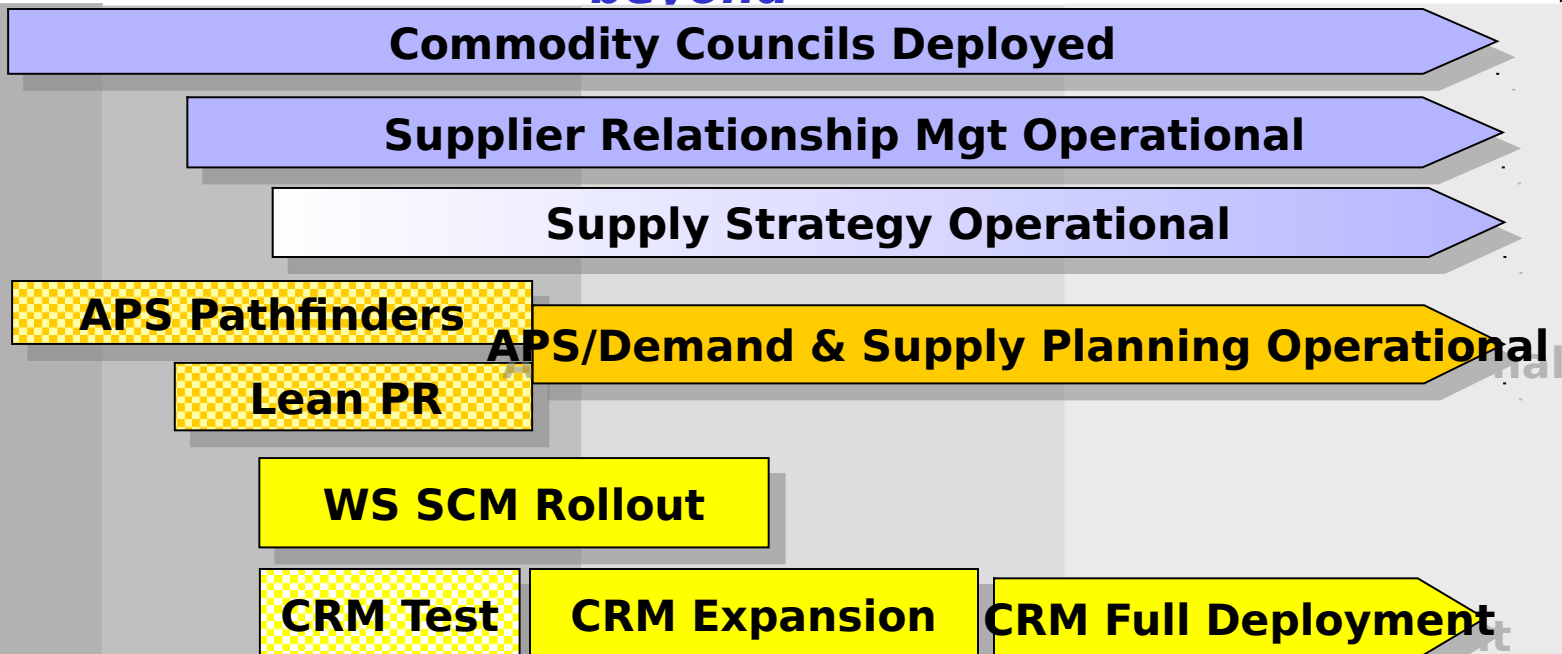 beyond
Commodity Councils Deployed
Supplier Relationship Mgt Operational
Supply Strategy Operational
APS Pathfinders
APS/Demand & Supply Planning Operational
Lean PR
WS SCM Rollout
CRM Test
CRM Expansion
CRM Full Deployment